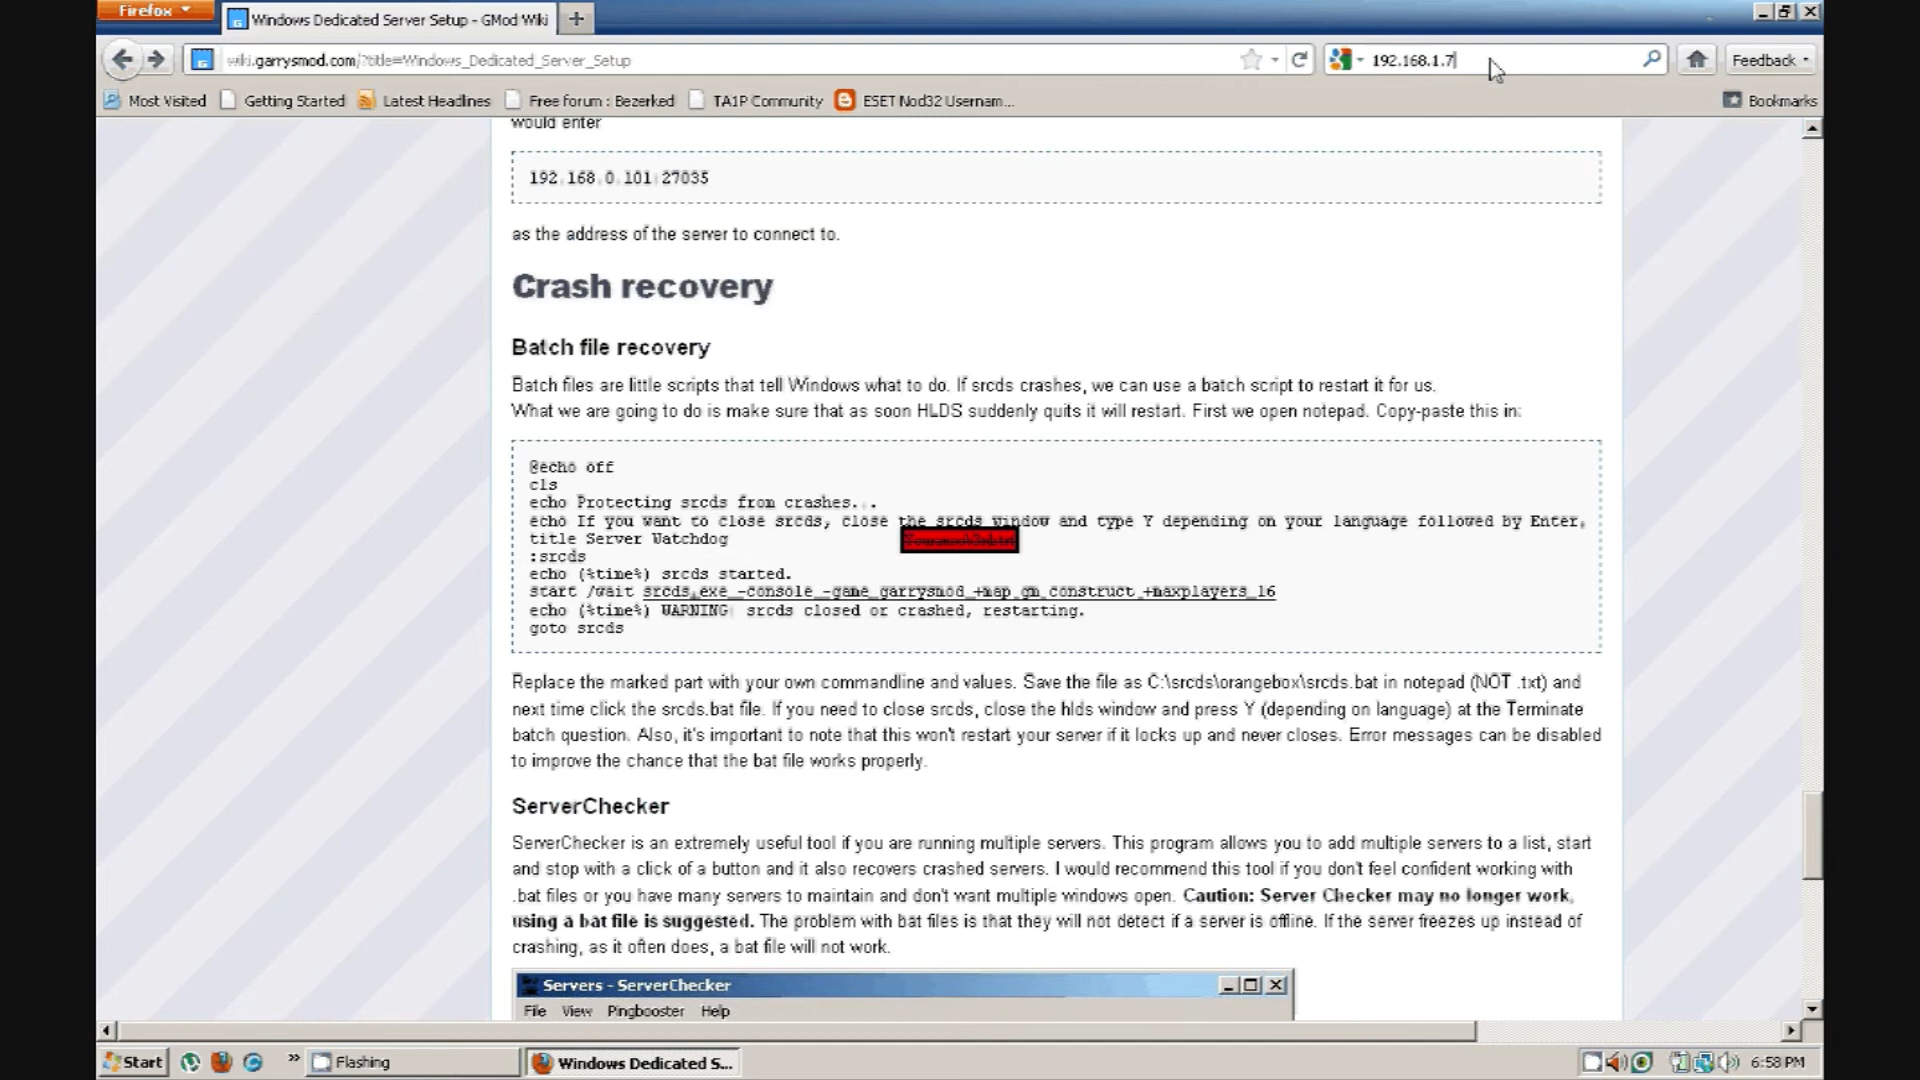 Firefox
Windows Dedicated Server Setup - GMod Wiki
wiki.garrysmod.com/?title=Windows_Dedicated_Server_Setup
192.168.1.7
Feedback
Most Visited
Getting Started
Latest Headlines
Free forum : Bezerked
TA1P Community
ESET Nod32 Usernam...
Bookmarks
would enter
192.168.0.101:27035
as the address of the server to connect to.
Crash recovery
Batch file recovery
Batch files are little scripts that tell Windows what to do. If srcds crashes, we can use a batch script to restart it for us.
What we are going to do is make sure that as soon HLDS suddenly quits it will restart. First we open notepad. Copy-paste this in:
@echo off
cls
echo Protecting srcds from crashes...
echo If you want to close srcds, close the srcds window and type Y depending on your language followed by Enter.
title Server Watchdog
:srcds
echo (%time%) srcds started.
start /wait srcds.exe -console -game garrysmod +map gm_construct +maxplayers 16
echo (%time%) WARNING: srcds closed or crashed, restarting.
goto srcds
Replace the marked part with your own commandline and values. Save the file as C:\srcds\orangebox\srcds.bat in notepad (NOT .txt) and
next time click the srcds.bat file. If you need to close srcds, close the hlds window and press Y (depending on language) at the Terminate
batch question. Also, it's important to note that this won't restart your server if it locks up and never closes. Error messages can be disabled
to improve the chance that the bat file works properly.
ServerChecker
ServerChecker is an extremely useful tool if you are running multiple servers. This program allows you to add multiple servers to a list, start
and stop with a click of a button and it also recovers crashed servers. I would recommend this tool if you don't feel confident working with
.bat files or you have many servers to maintain and don't want multiple windows open. Caution: Server Checker may no longer work,
using a bat file is suggested. The problem with bat files is that they will not detect if a server is offline. If the server freezes up instead of
crashing, as it often does, a bat file will not work.
Servers - ServerChecker
File View Pingbooster Help
Start
Flashing
Windows Dedicated S...
6:58 PM